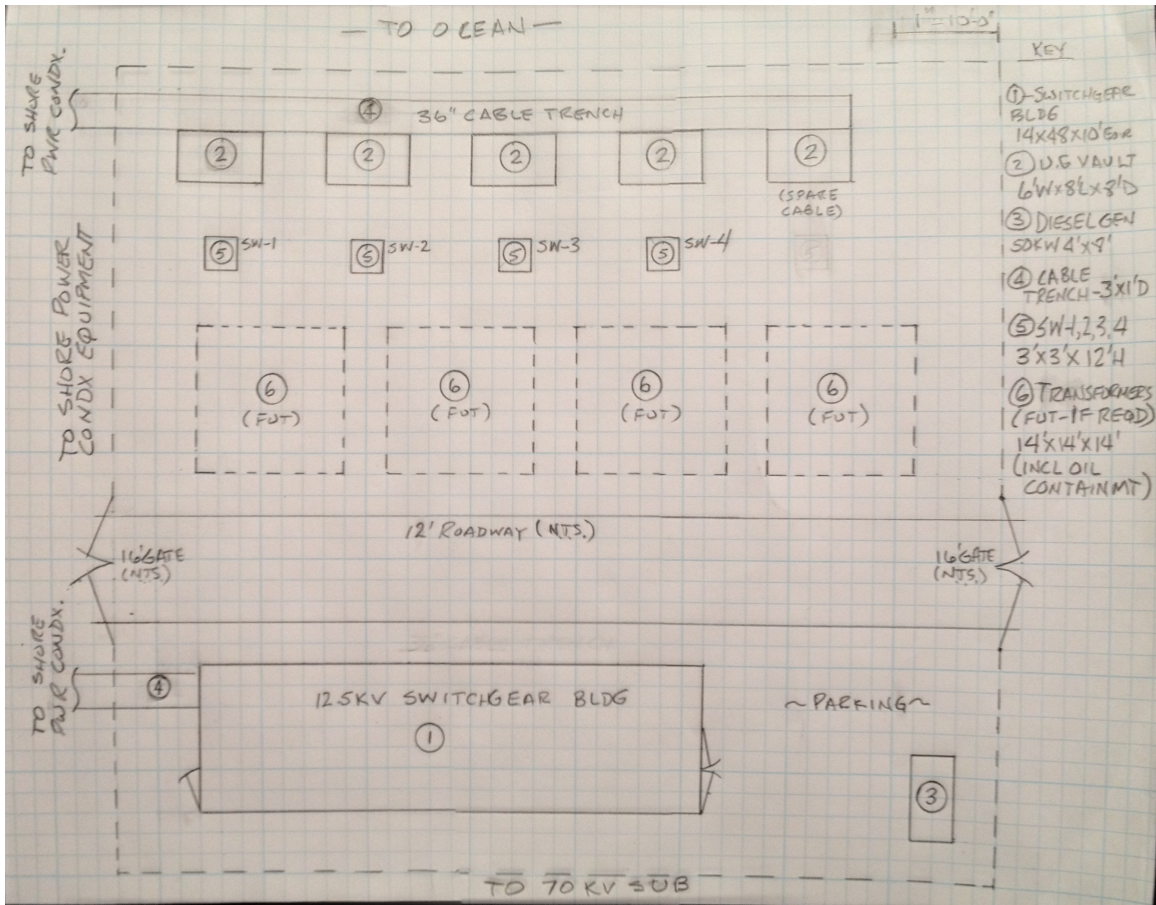 — TO OCEAN —
1"=10'-0"
KEY
TO SHORE
PWR CONDX.
④
36" CABLE TRENCH
② ② ② ② ②
(SPARE
CABLE)
⑤ SW-1 ⑤ SW-2 ⑤ SW-3 ⑤ SW-4
TO SHORE POWER
CONDX EQUIPMENT
⑥ ⑥ ⑥ ⑥
(FUT) (FUT) (FUT) (FUT)
12' ROADWAY (N.T.S.)
16' GATE
(N.T.S.)
16' GATE
(N.T.S.)
TO SHORE
PWR CONDX.
④
12.5KV SWITCHGEAR BLDG
①
~PARKING~
③
TO 70 KV SUB
①-SWITCHGEAR
BLDG
14X48X10'
② U.G VAULT
6'WX8'LX8'D
③ DIESEL GEN
50KW 4'X8'
④ CABLE
TRENCH-3'X1'D
⑤ SW-1,2,3,4
3'X3'X12'H
⑥ TRANSFORMERS
(FUT-IF REQD)
14'X14'X14'
(INCL OIL
CONTAINMT)